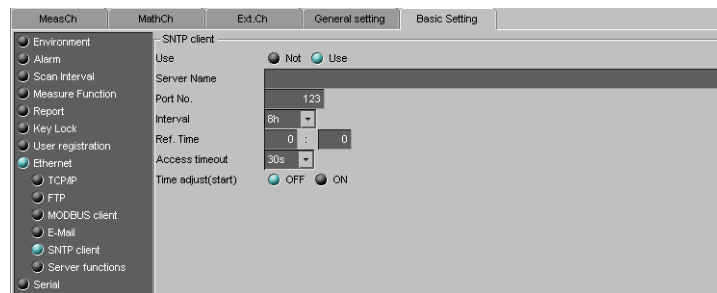 MeasCh MathCh Ext.Ch General setting Basic Setting
Environment
Alarm
Scan Interval
Measure Function
Report
Key Lock
User registration
Ethernet
TCP/IP
FTP
MODBUS client
E-Mail
SNTP client
Server functions
Serial
SNTP client
Use Not Use
Server Name
Port No. 123
Interval 8h
Ref. Time 0 : 0
Access timeout 30s
Time adjust(start) OFF ON